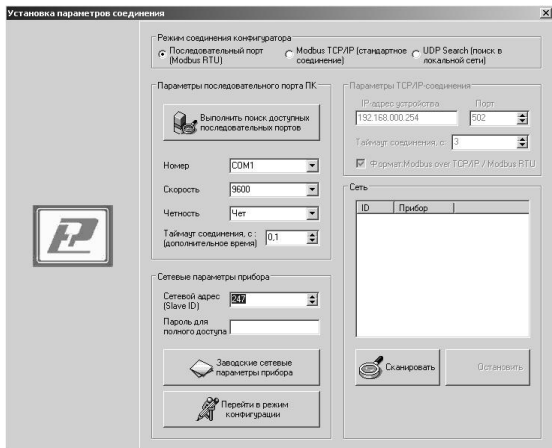 Установка параметров соединения
Режим соединения конфигуратора
Последовательный порт
(Modbus RTU)
Modbus TCP/IP (стандартное
соединение)
UDP Search (поиск в
локальной сети)
Параметры последовательного порта ПК
Выполнить поиск доступных
последовательных портов
Номер
COM1
Скорость
9600
Четность
Чет
Таймаут соединения, с :
(дополнительное время)
0,1
Параметры TCP/IP-соединения
IP-адрес устройства
Порт
192.168.000.254
502
Таймаут соединения, с:
3
Формат:Modbus over TCP/IP / Modbus RTU
Сеть
ID
Прибор
Сканировать
Остановить
Сетевые параметры прибора
Сетевой адрес
(Slave ID)
247
Пароль для
полного доступа
Заводские сетевые
параметры прибора
Перейти в режим
конфигурации